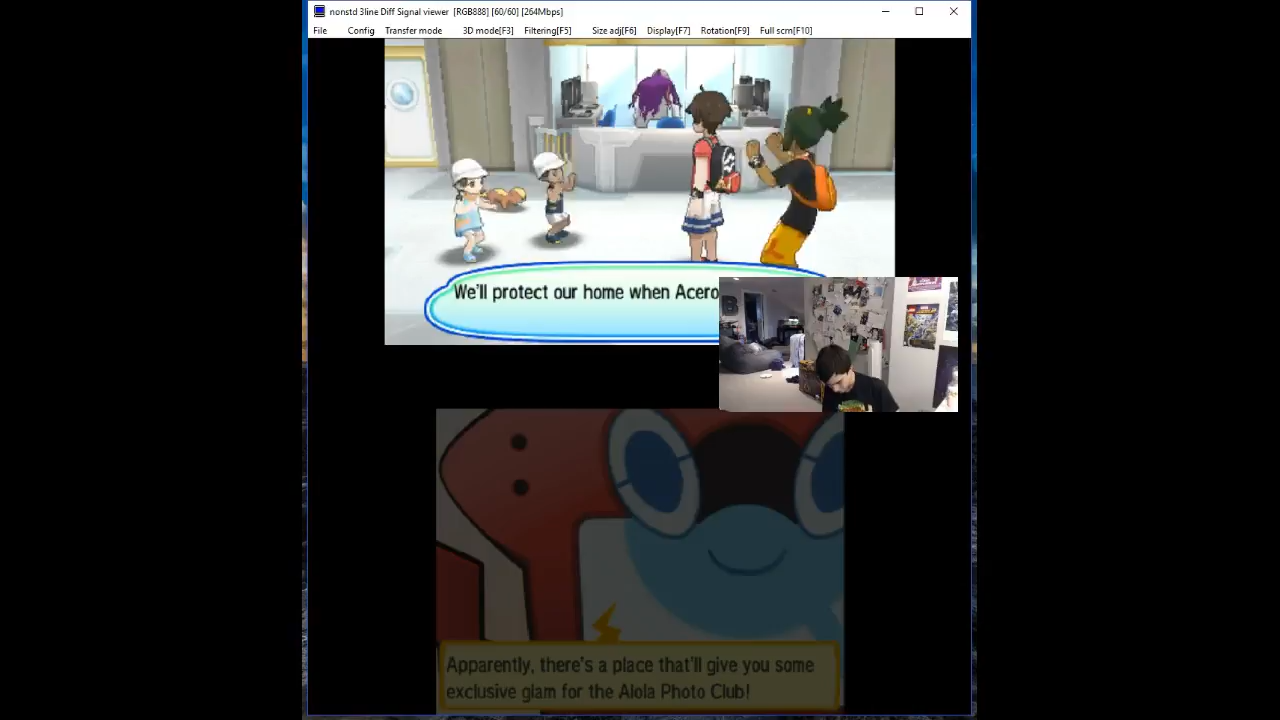 nonstd 3line Diff Signal viewer [RGB888] [60/60] [264Mbps]
File Config Transfer mode 3D mode[F3] Filtering[F5] Size adj[F6] Display[F7] Rotation[F9] Full scrn[F10]
We'll protect our home when Acero
Apparently, there's a place that'll give you some
exclusive glam for the Alola Photo Club!